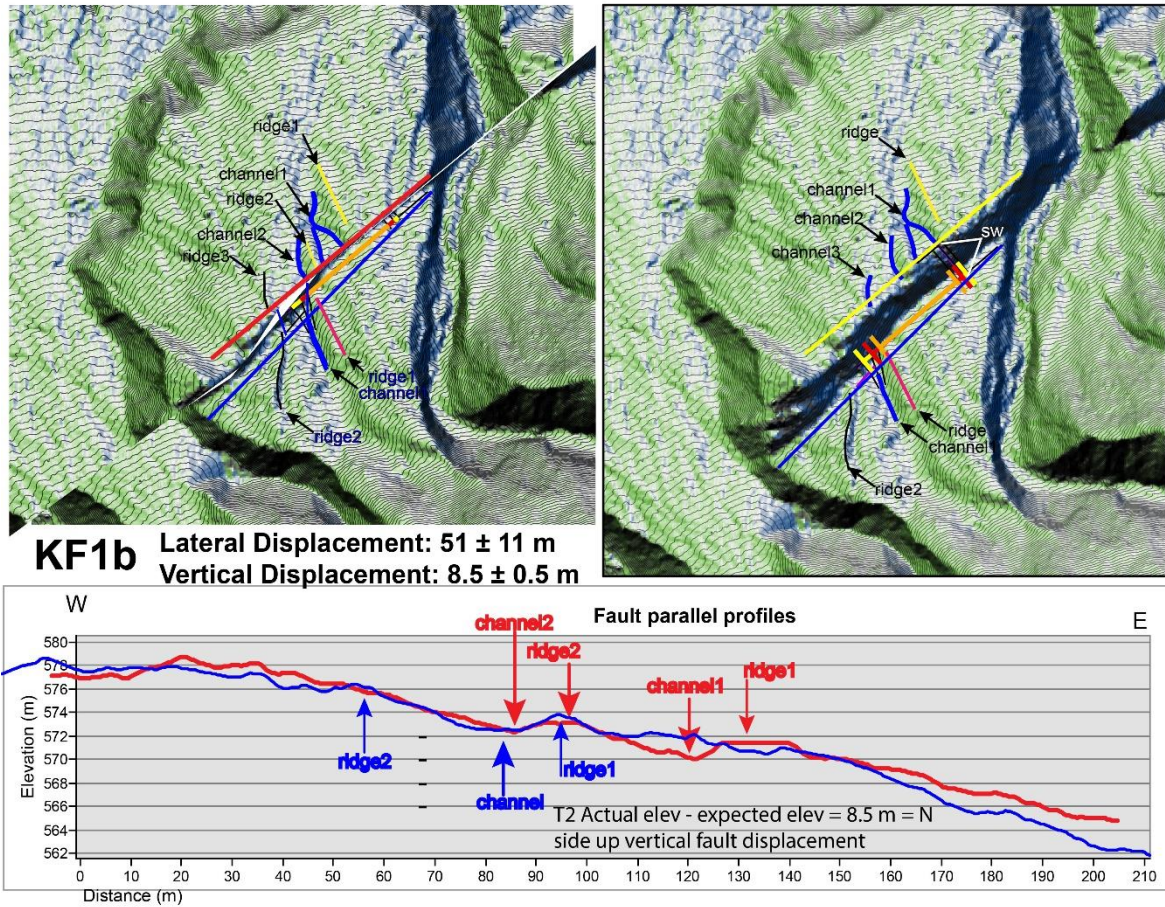 ridge1
channel1
ridge2
channel2
ridge3
ridge1
channel
ridge2
ridge
channel1
channel2
channel3
sw
ridge
channel
ridge2
KF1b
Lateral Displacement: 51 ± 11 m
Vertical Displacement: 8.5 ± 0.5 m
W
Fault parallel profiles
E
channel2
ridge2
channel1
ridge1
ridge2
channel
ridge1
T2 Actual elev - expected elev = 8.5 m = N
side up vertical fault displacement
Elevation (m)
580
578
576
574
572
570
568
566
564
562
0 10 20 30 40 50 60 70 80 90 100 110 120 130 140 150 160 170 180 190 200 210
Distance (m)